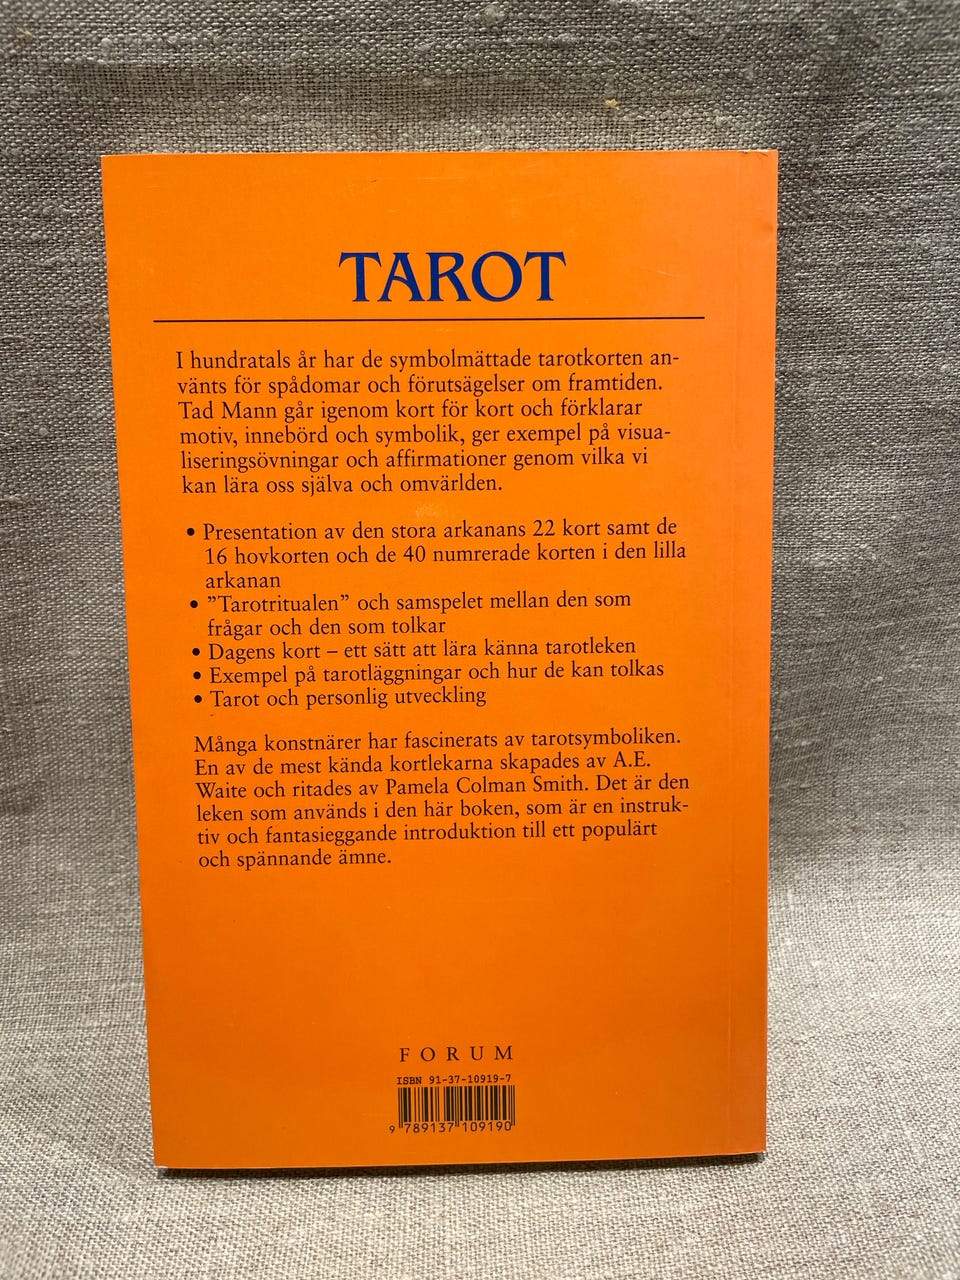 TAROT
I hundratals år har de symbolmättade tarotkorten an-
vänts för spådomar och förutsägelser om framtiden.
Tad Mann går igenom kort för kort och förklarar
motiv, innebörd och symbolik, ger exempel på visua-
liseringsövningar och affirmationer genom vilka vi
kan lära oss själva och omvärlden.
• Presentation av den stora arkanans 22 kort samt de
16 hovkorten och de 40 numrerade korten i den lilla
arkanan
• ”Tarotritualen” och samspelet mellan den som
frågar och den som tolkar
• Dagens kort – ett sätt att lära känna tarotleken
• Exempel på tarotläggningar och hur de kan tolkas
• Tarot och personlig utveckling
Många konstnärer har fascinerats av tarotsymboliken.
En av de mest kända kortlekarna skapades av A.E.
Waite och ritades av Pamela Colman Smith. Det är den
leken som används i den här boken, som är en instruk-
tiv och fantasieggande introduktion till ett populärt
och spännande ämne.
FORUM
ISBN 91-37-10919-7
9 789137 109190